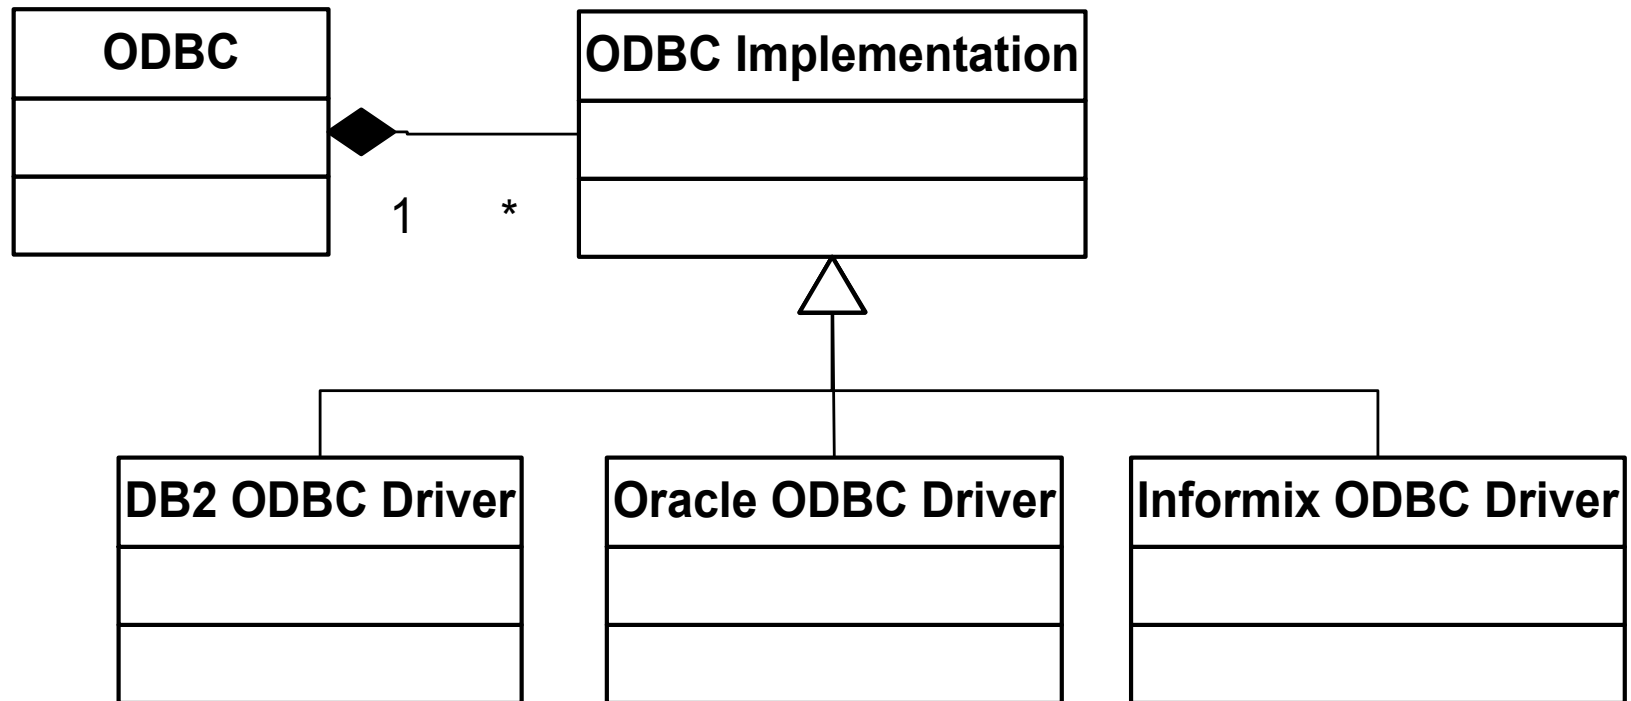 ODBC
ODBC Implementation
1
*
DB2 ODBC Driver
Oracle ODBC Driver
Informix ODBC Driver